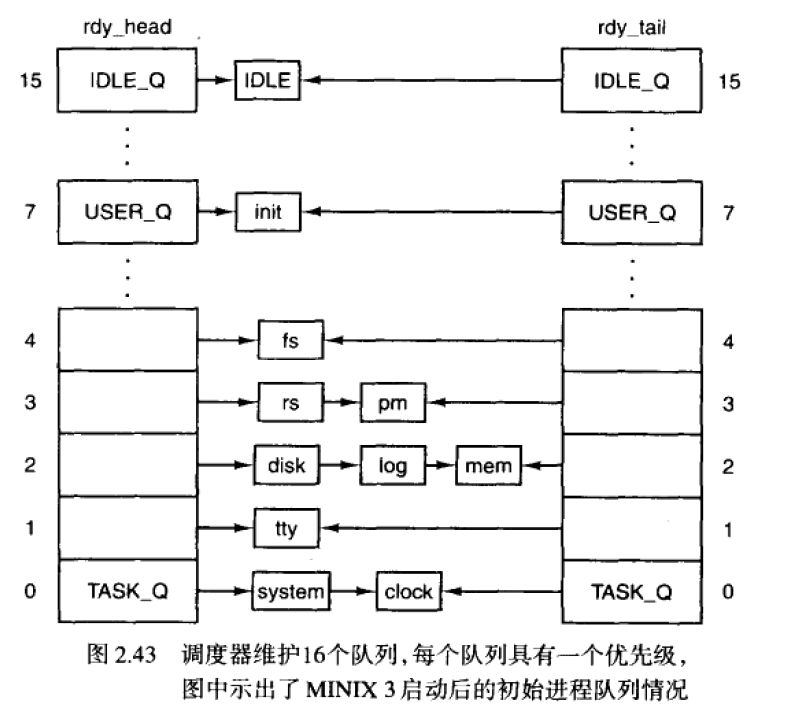 rdy_head rdy_tail
15 IDLE_Q IDLE IDLE_Q 15
7 USER_Q init USER_Q 7
4 fs 4
3 rs pm 3
2 disk log mem 2
1 tty 1
0 TASK_Q system clock TASK_Q 0
图 2.43 调度器维护16个队列,每个队列具有一个优先级,
图中示出了 MINIX 3 启动后的初始进程队列情况